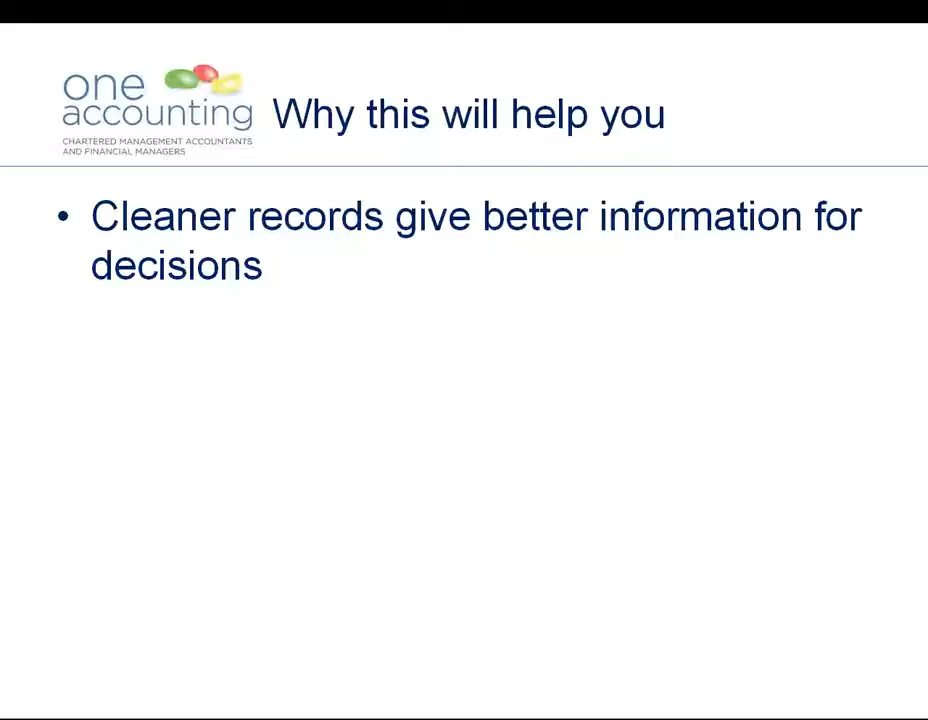 one
accounting
CHARTERED MANAGEMENT ACCOUNTANTS
AND FINANCIAL MANAGERS
Why this will help you
• Cleaner records give better information for
decisions